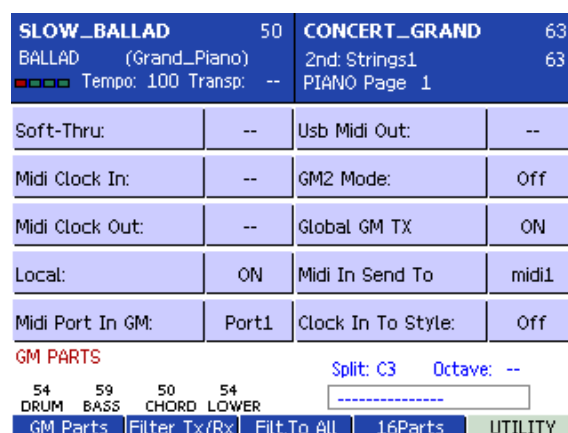 SLOW_BALLAD 50 CONCERT_GRAND 63
BALLAD (Grand_Piano) 2nd: Strings1 63
Tempo: 100 Transp: -- PIANO Page 1
Soft-Thru: -- Usb Midi Out: --
Midi Clock In: -- GM2 Mode: Off
Midi Clock Out: -- Global GM TX ON
Local: ON Midi In Send To midi1
Midi Port In GM: Port1 Clock In To Style: Off
GM PARTS
Split: C3 Octave: --
54 59 50 54
DRUM BASS CHORD LOWER
---------------
GM Parts Filter Tx/Rx Filt To All 16Parts UTILITY